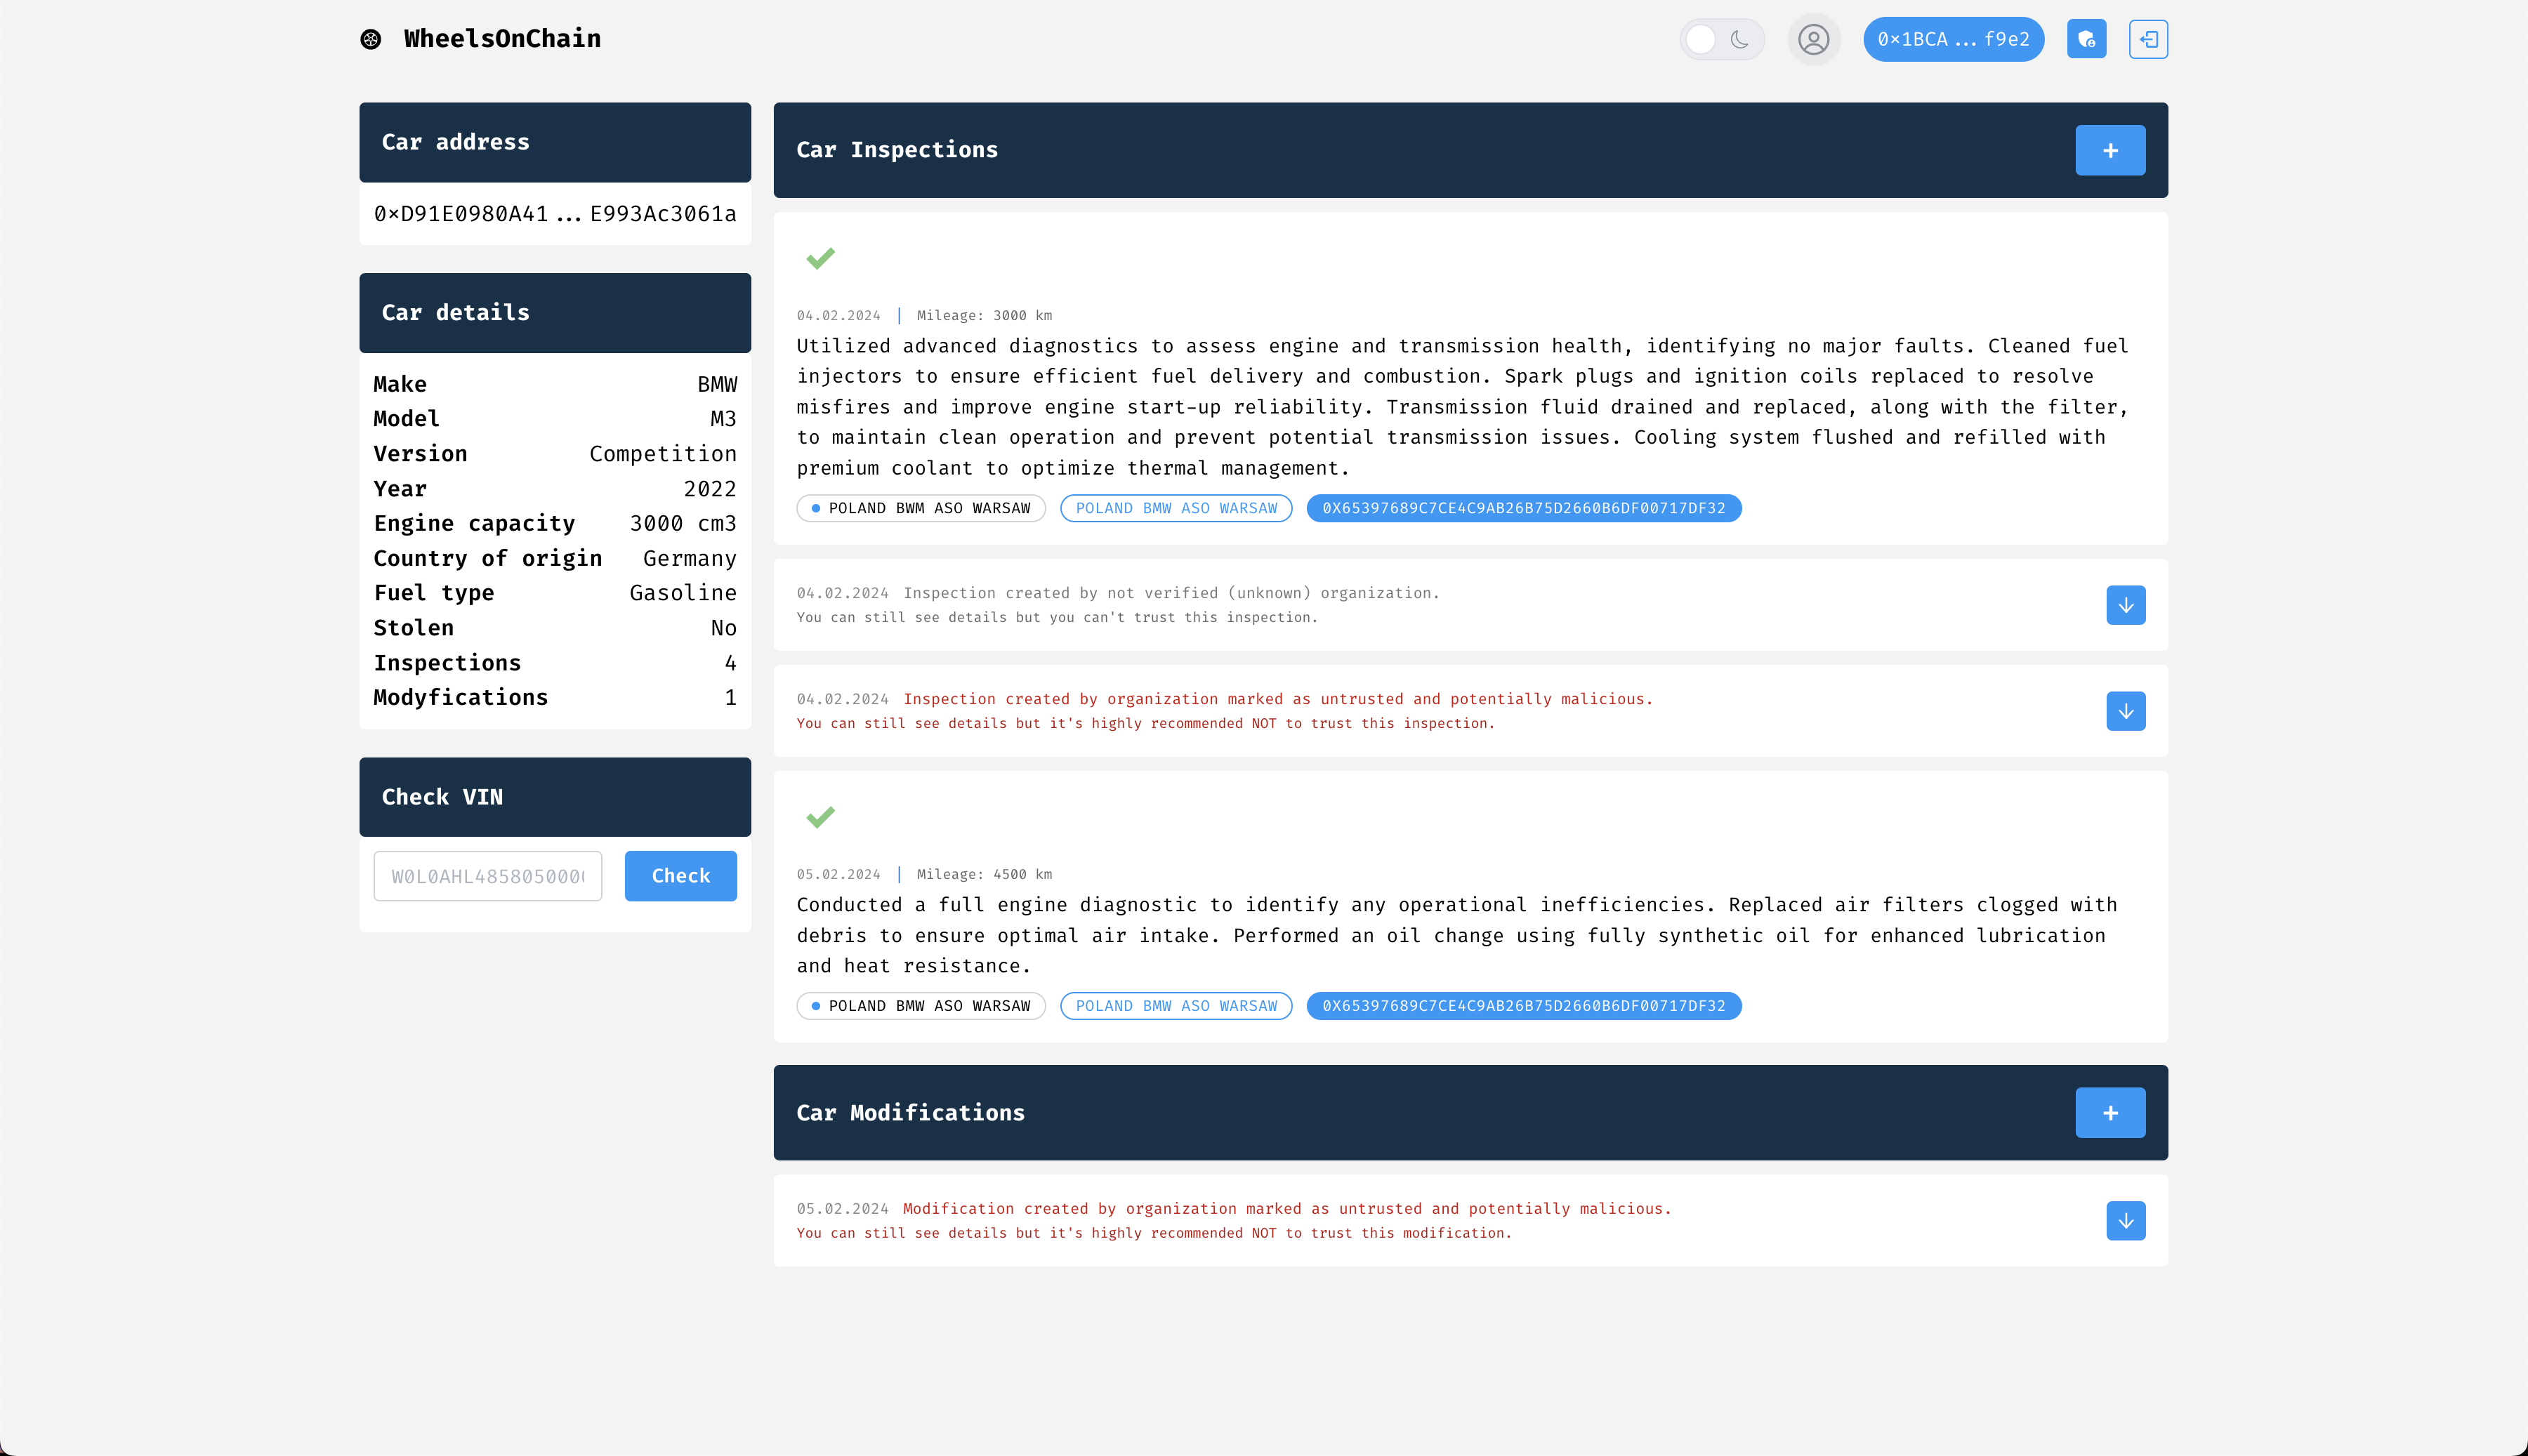 WheelsOnChain
0×1BCA...f9e2
Car address
0×D91E0980A41...E993Ac3061a
Car details
Make BMW
Model M3
Version Competition
Year 2022
Engine capacity 3000 cm3
Country of origin Germany
Fuel type Gasoline
Stolen No
Inspections 4
Modyfications 1
Check VIN
W0L0AHL485805000 Check
Car Inspections
+
04.02.2024 | Mileage: 3000 km
Utilized advanced diagnostics to assess engine and transmission health, identifying no major faults. Cleaned fuel
injectors to ensure efficient fuel delivery and combustion. Spark plugs and ignition coils replaced to resolve
misfires and improve engine start-up reliability. Transmission fluid drained and replaced, along with the filter,
to maintain clean operation and prevent potential transmission issues. Cooling system flushed and refilled with
premium coolant to optimize thermal management.
POLAND BWM ASO WARSAW POLAND BMW ASO WARSAW 0X65397689C7CE4C9AB26B75D2660B6DF00717DF32
04.02.2024 Inspection created by not verified (unknown) organization.
You can still see details but you can't trust this inspection.
04.02.2024 Inspection created by organization marked as untrusted and potentially malicious.
You can still see details but it's highly recommended NOT to trust this inspection.
05.02.2024 | Mileage: 4500 km
Conducted a full engine diagnostic to identify any operational inefficiencies. Replaced air filters clogged with
debris to ensure optimal air intake. Performed an oil change using fully synthetic oil for enhanced lubrication
and heat resistance.
POLAND BMW ASO WARSAW POLAND BMW ASO WARSAW 0X65397689C7CE4C9AB26B75D2660B6DF00717DF32
Car Modifications
+
05.02.2024 Modification created by organization marked as untrusted and potentially malicious.
You can still see details but it's highly recommended NOT to trust this modification.